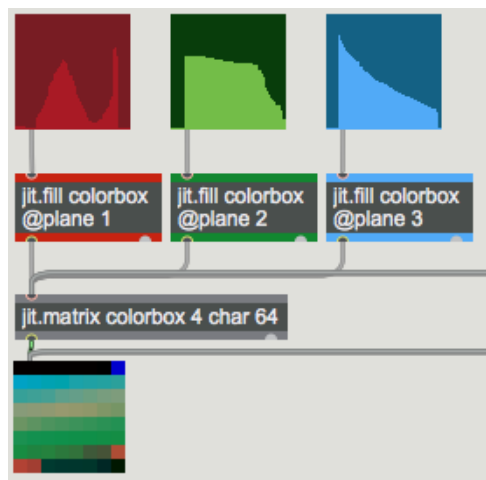 jit.fill colorbox
@plane 1
jit.fill colorbox
@plane 2
jit.fill colorbox
@plane 3
jit.matrix colorbox 4 char 64